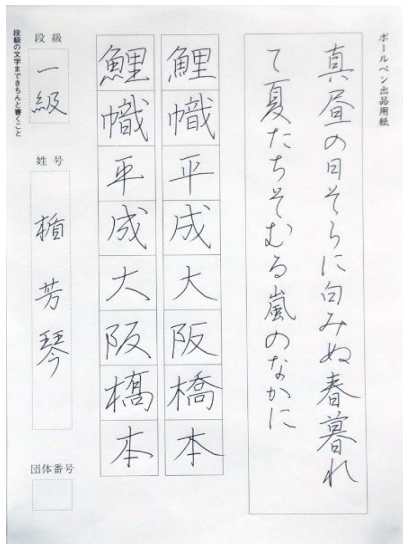 ボールペン出品用紙
真昼の日そらに白みぬ春暮れ
て夏たちそむる嵐のなかに
鯉幟平成大阪橋本
鯉幟平成大阪橋本
段級
一級
姓号
芳琴
団体番号
段級の文字まできちんと書くこと